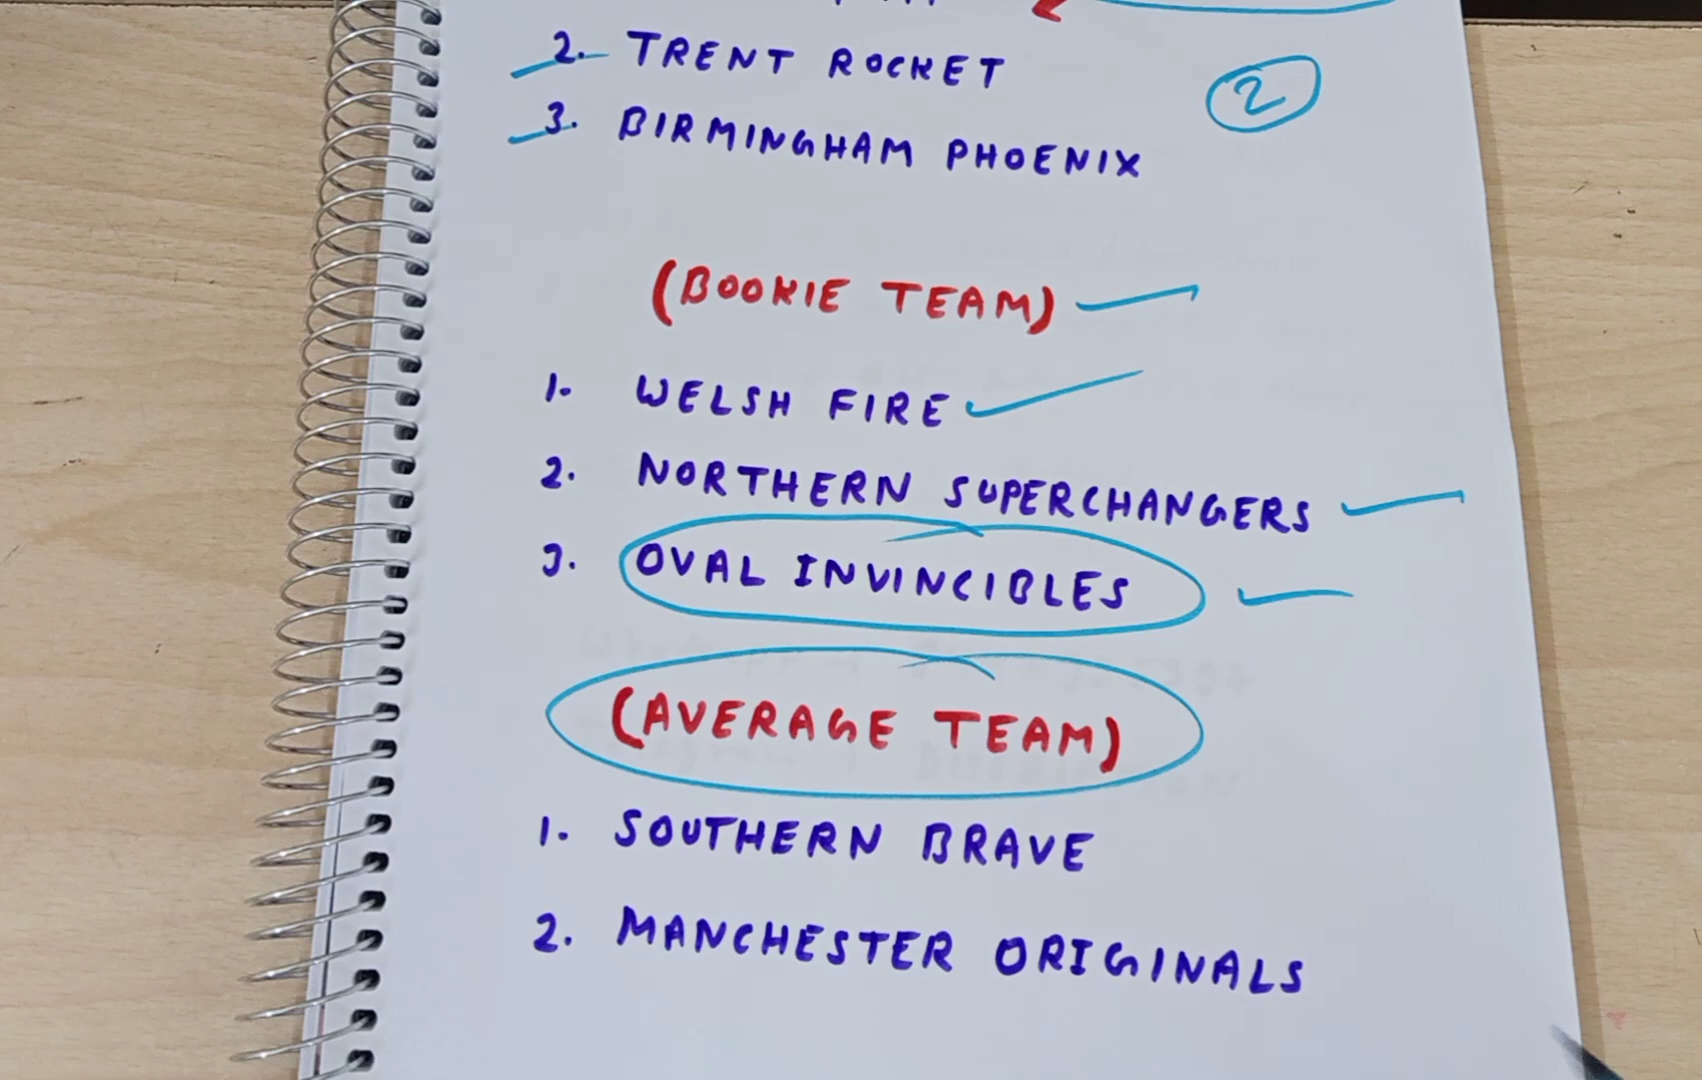 2. TRENT ROCKET
2
3. BIRMINGHAM PHOENIX
(BOOKIE TEAM)
1. WELSH FIRE
2. NORTHERN SUPERCHANGERS
3. OVAL INVINCIBLES
(AVERAGE TEAM)
1. SOUTHERN BRAVE
2. MANCHESTER ORIGINALS